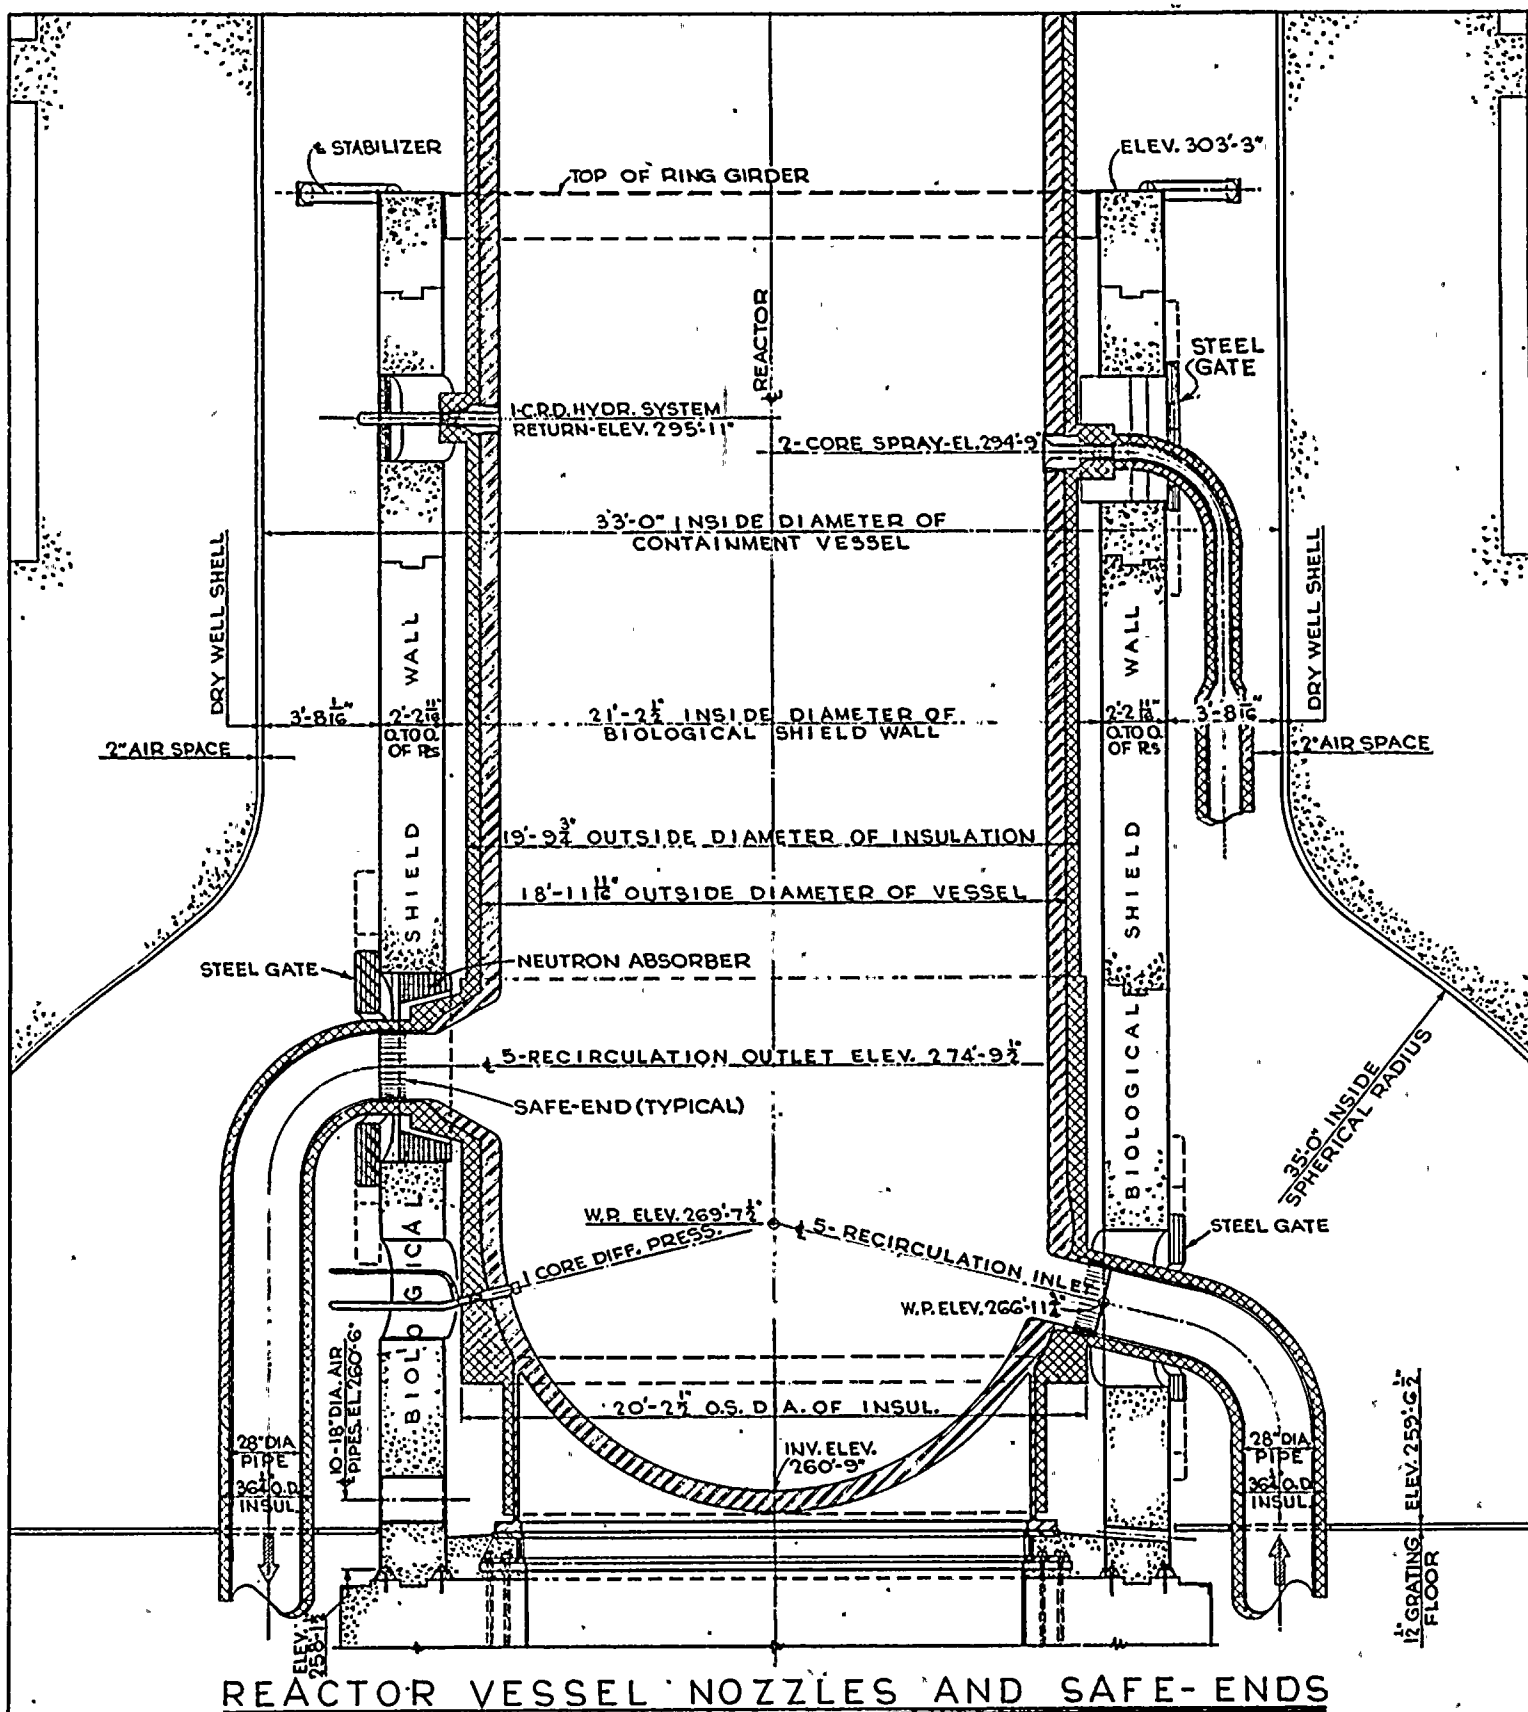 ℄ STABILIZER
ELEV. 303'-3"
TOP OF RING GIRDER
REACTOR ℄
STEEL
GATE
1-C.R.D. HYDR. SYSTEM
RETURN-ELEV. 295'-11"
2-CORE SPRAY-EL. 294'-9"
33'-0" INSIDE DIAMETER OF
CONTAINMENT VESSEL
DRY WELL SHELL
DRY WELL SHELL
BIOLOGICAL SHIELD WALL
BIOLOGICAL SHIELD WALL
3'-8 1/16"
2'-2 11/16"
O. TO O.
OF PLS
21'-2 1/2" INSIDE DIAMETER OF
BIOLOGICAL SHIELD WALL
2'-2 11/16"
O. TO O.
OF PLS
3'-8 1/16"
2" AIR SPACE
2" AIR SPACE
19'-9 3/4" OUTSIDE DIAMETER OF INSULATION
18'-11 11/16" OUTSIDE DIAMETER OF VESSEL
STEEL GATE
NEUTRON ABSORBER
℄ 5-RECIRCULATION OUTLET ELEV. 274'-9 1/2"
SAFE-END (TYPICAL)
35'-0" INSIDE
SPHERICAL RADIUS
W.P. ELEV. 269'-7 1/2"
℄ 5-RECIRCULATION INLET
STEEL GATE
1 CORE DIFF. PRESS.
W.P. ELEV. 266'-11
10-18" DIA. AIR
PIPES. EL. 260'-6"
20'-2 1/2" O.S. DIA. OF INSUL.
INV. ELEV.
260'-9"
28" DIA.
PIPE
O.D.
INSUL.
28" DIA.
PIPE
O.D.
INSUL.
GRATING ELEV. 259'-6 1/2"
FLOOR
ELEV.
REACTOR VESSEL NOZZLES AND SAFE-ENDS